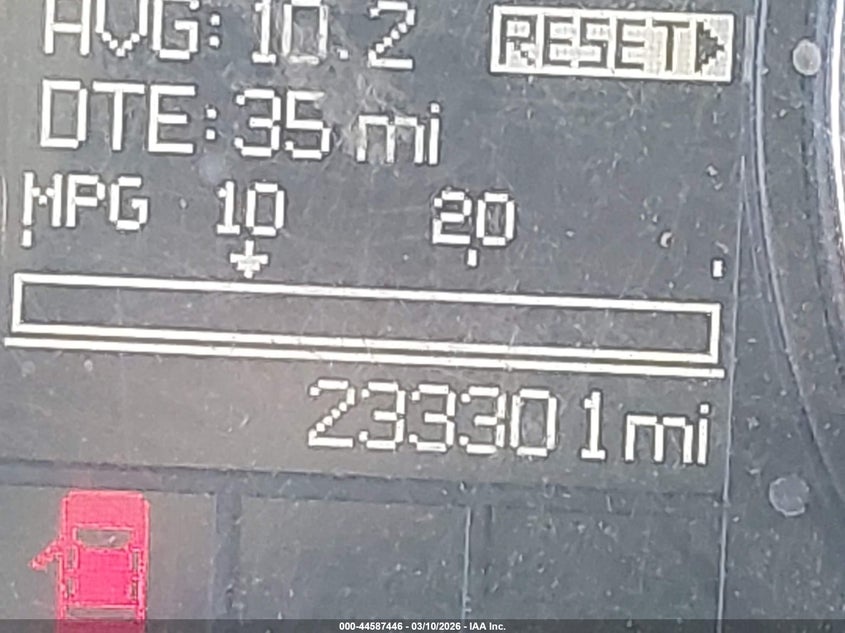 AVG: 10.2 RESET
DTE: 35 mi
MPG 10 20
233301 mi
000-44587446 - 03/10/2026 - IAA Inc.